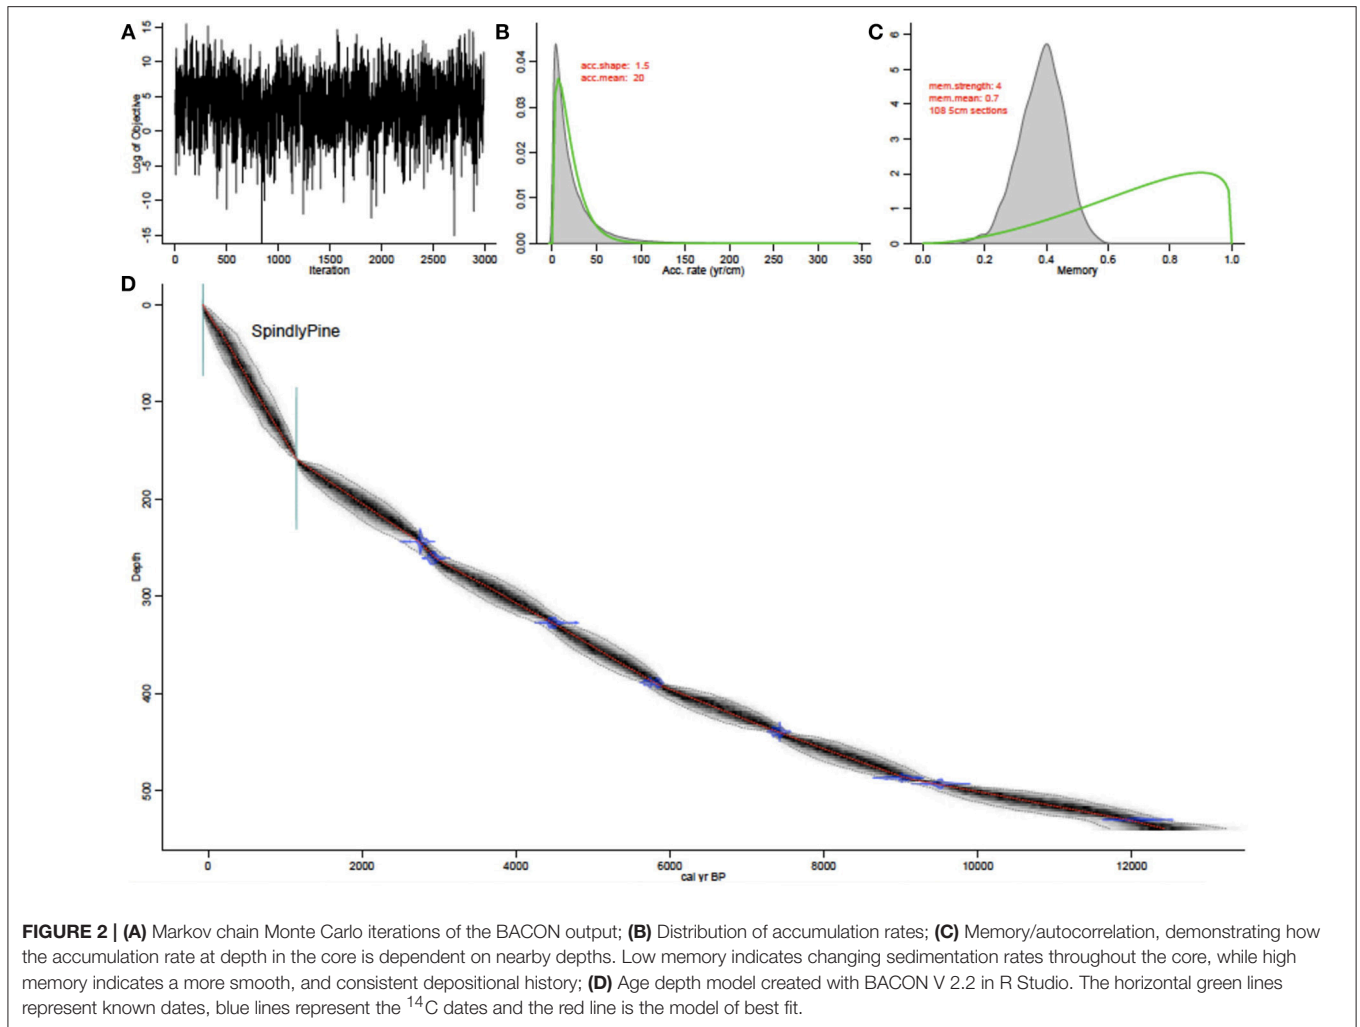 A
15
10
5
0
-5
-10
-15
Log of Objective
0 500 1000 1500 2000 2500 3000
Iteration
B
0.04
0.03
0.02
0.01
0.00
acc.shape: 1.5
acc.mean: 20
0 50 100 150 200 250 300 350
Acc. rate (yr/cm)
C
6
5
4
3
2
1
0
mem.strength: 4
mem.mean: 0.7
108 5cm sections
0.0 0.2 0.4 0.6 0.8 1.0
Memory
D
SpindlyPine
0
100
200
300
400
500
Depth
0 2000 4000 6000 8000 10000 12000
cal yr BP
FIGURE 2 | (A) Markov chain Monte Carlo iterations of the BACON output; (B) Distribution of accumulation rates; (C) Memory/autocorrelation, demonstrating how
the accumulation rate at depth in the core is dependent on nearby depths. Low memory indicates changing sedimentation rates throughout the core, while high
memory indicates a more smooth, and consistent depositional history; (D) Age depth model created with BACON V 2.2 in R Studio. The horizontal green lines
represent known dates, blue lines represent the 14C dates and the red line is the model of best fit.